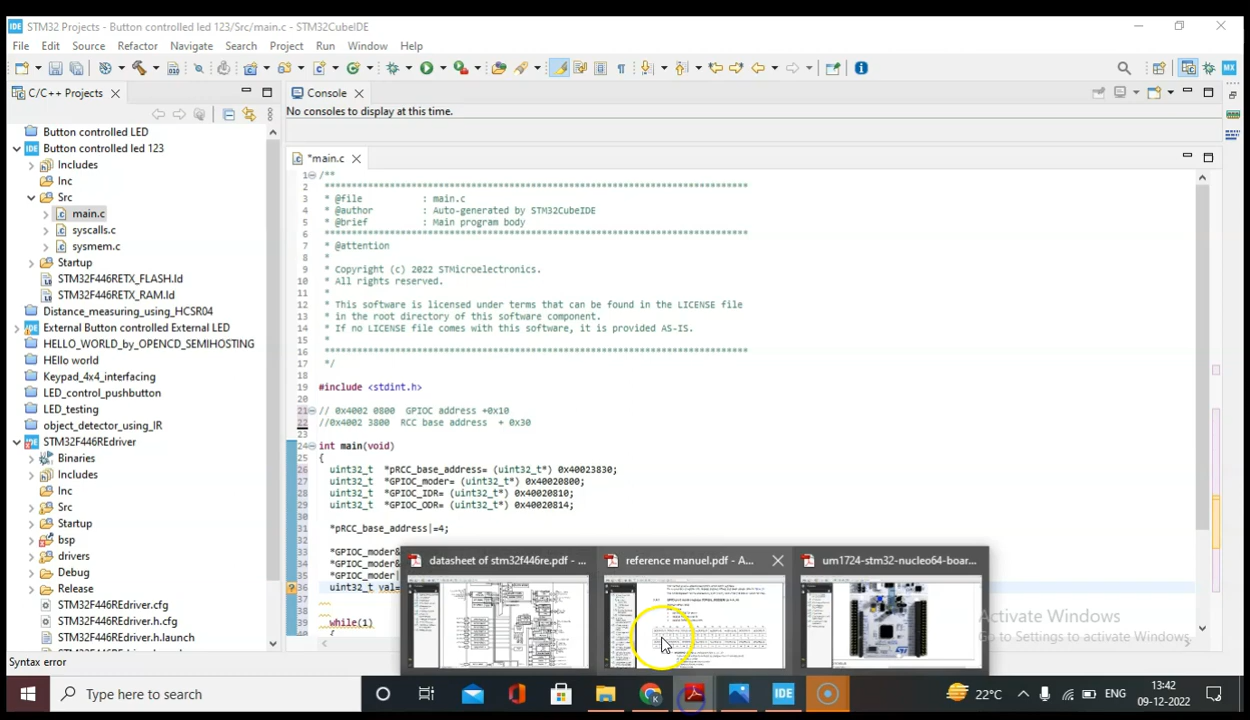 IDE STM32 Projects - Button controlled led 123/Src/main.c - STM32CubeIDE
File Edit Source Refactor Navigate Search Project Run Window Help
C/C++ Projects
Console
No consoles to display at this time.
Button controlled LED
Button controlled led 123
Includes
Inc
Src
main.c
syscalls.c
sysmem.c
Startup
STM32F446RETX_FLASH.ld
STM32F446RETX_RAM.ld
Distance_measuring_using_HCSR04
External Button controlled External LED
HELLO_WORLD_by_OPENCD_SEMIHOSTING
HEllo world
Keypad_4x4_interfacing
LED_control_pushbutton
LED_testing
object_detector_using_IR
STM32F446REdriver
Binaries
Includes
Inc
Src
Startup
bsp
drivers
Debug
Release
STM32F446REdriver.cfg
STM32F446REdriver.h.cfg
STM32F446REdriver.h.launch
*main.c
1 /**
2 ******************************************************************************
3 * @file : main.c
4 * @author : Auto-generated by STM32CubeIDE
5 * @brief : Main program body
6 ******************************************************************************
7 * @attention
8 *
9 * Copyright (c) 2022 STMicroelectronics.
10 * All rights reserved.
11 *
12 * This software is licensed under terms that can be found in the LICENSE file
13 * in the root directory of this software component.
14 * If no LICENSE file comes with this software, it is provided AS-IS.
15 *
16 ******************************************************************************
17 */
18
19 #include <stdint.h>
20
21 // 0x4002 0800 GPIOC address +0x10
22 //0x4002 3800 RCC base address + 0x30
23
24 int main(void)
25 {
26 uint32_t *pRCC_base_address= (uint32_t*) 0x40023830;
27 uint32_t *GPIOC_moder= (uint32_t*) 0x40020800;
28 uint32_t *GPIOC_IDR= (uint32_t*) 0x40020810;
29 uint32_t *GPIOC_ODR= (uint32_t*) 0x40020814;
30
31 *pRCC_base_address|=4;
32
33 *GPIOC_moder&
34 *GPIOC_moder&
35 *GPIOC_moder|
36 uint32_t val=
37
38
39 while(1)
40 {
datasheet of stm32f446re.pdf - ...
reference manuel.pdf - A...
um1724-stm32-nucleo64-boar...
Activate Windows
Go to Settings to activate Windows.
Syntax error
Type here to search
IDE
22°C
ENG
13:42
09-12-2022